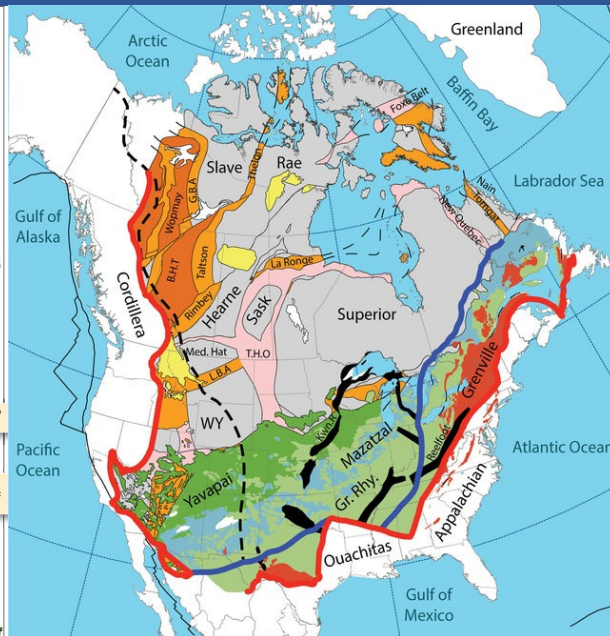 Greenland
Arctic
Ocean
Baffin Bay
Foxe Belt
Slave
Rae
Thelon
G.B.A
Wopmay
Nain
Torngat
Labrador Sea
New Quebec
Gulf of
Alaska
B.H.T
Taltson
La Ronge
Rimbey
Hearne
Sask
Superior
Cordillera
Med. Hat
T.H.O
L.B.A
WY
Grenville
Kwn.R
Mazatzal
Reelfoot
Pacific
Ocean
Yavapai
Gr. Rhy.
Atlantic Ocean
Appalachian
Ouachitas
Gulf of
Mexico